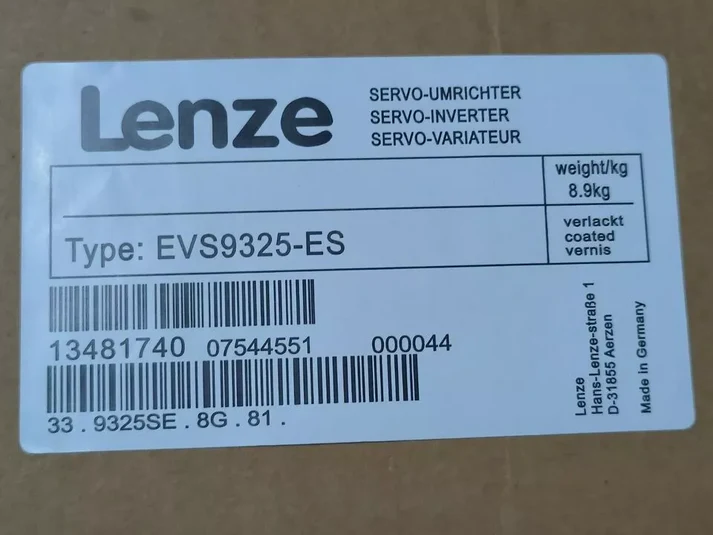 Lenze
SERVO-UMRICHTER
SERVO-INVERTER
SERVO-VARIATEUR
weight/kg
8.9kg
Type: EVS9325-ES
verlackt
coated
vernis
13481740 07544551 000044
33 . 9325SE . 8G . 81 .
Lenze
Hans-Lenze-straße 1
D-31855 Aerzen
Made in Germany